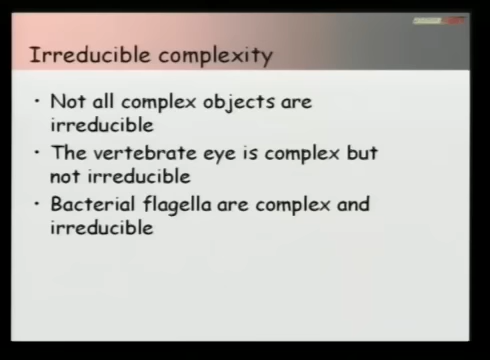 Irreducible complexity
· Not all complex objects are
irreducible
· The vertebrate eye is complex but
not irreducible
· Bacterial flagella are complex and
irreducible